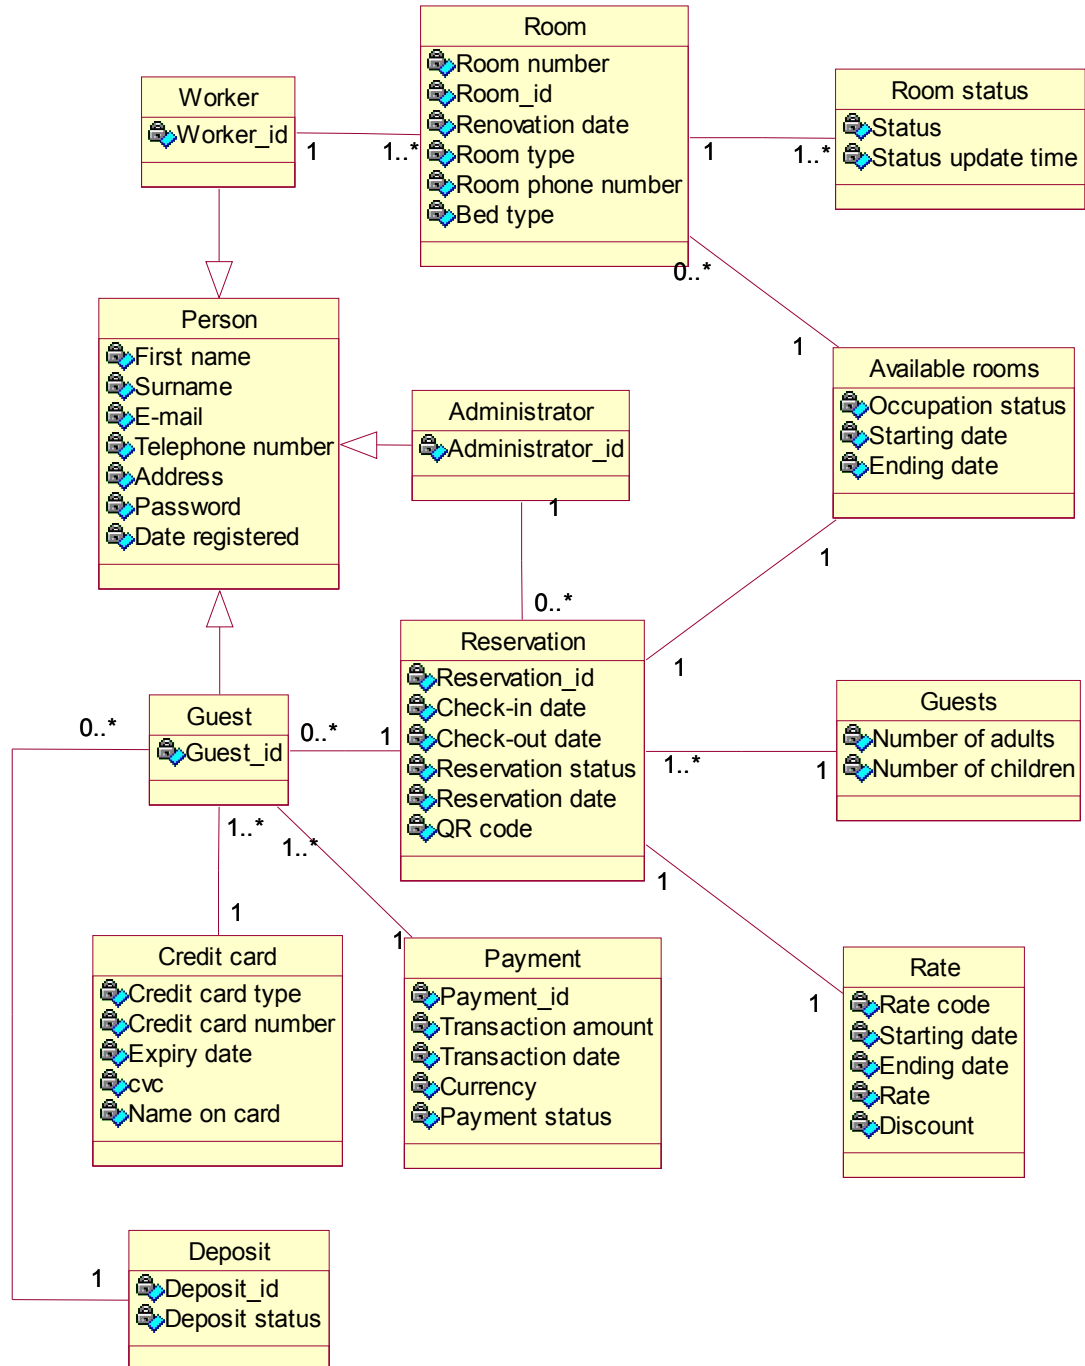 Room
Room number
Room_id
Renovation date
Room type
Room phone number
Bed type
Worker
Worker_id
1
1..*
Room status
Status
Status update time
1
1..*
0..*
1
Person
First name
Surname
E-mail
Telephone number
Address
Password
Date registered
Administrator
Administrator_id
1
0..*
Available rooms
Occupation status
Starting date
Ending date
1
1
Reservation
Reservation_id
Check-in date
Check-out date
Reservation status
Reservation date
QR code
Guest
Guest_id
0..*
0..*
1
1..*
1..*
Guests
Number of adults
Number of children
1..*
1
1
1
1
1
Credit card
Credit card type
Credit card number
Expiry date
cvc
Name on card
Payment
Payment_id
Transaction amount
Transaction date
Currency
Payment status
Rate
Rate code
Starting date
Ending date
Rate
Discount
Deposit
Deposit_id
Deposit status
1